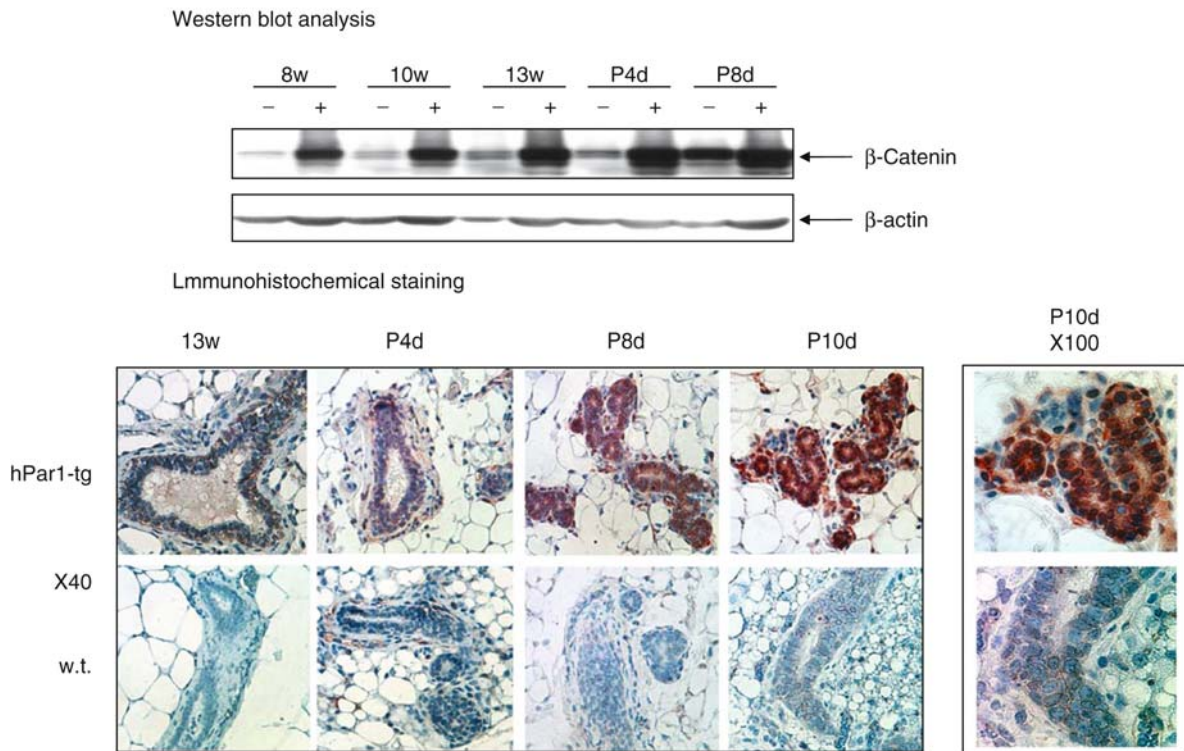 Western blot analysis
8w 10w 13w P4d P8d
− + − + − + − + − +
β-Catenin
β-actin
Lmmunohistochemical staining
13w P4d P8d P10d P10d
X100
hPar1-tg
X40
w.t.